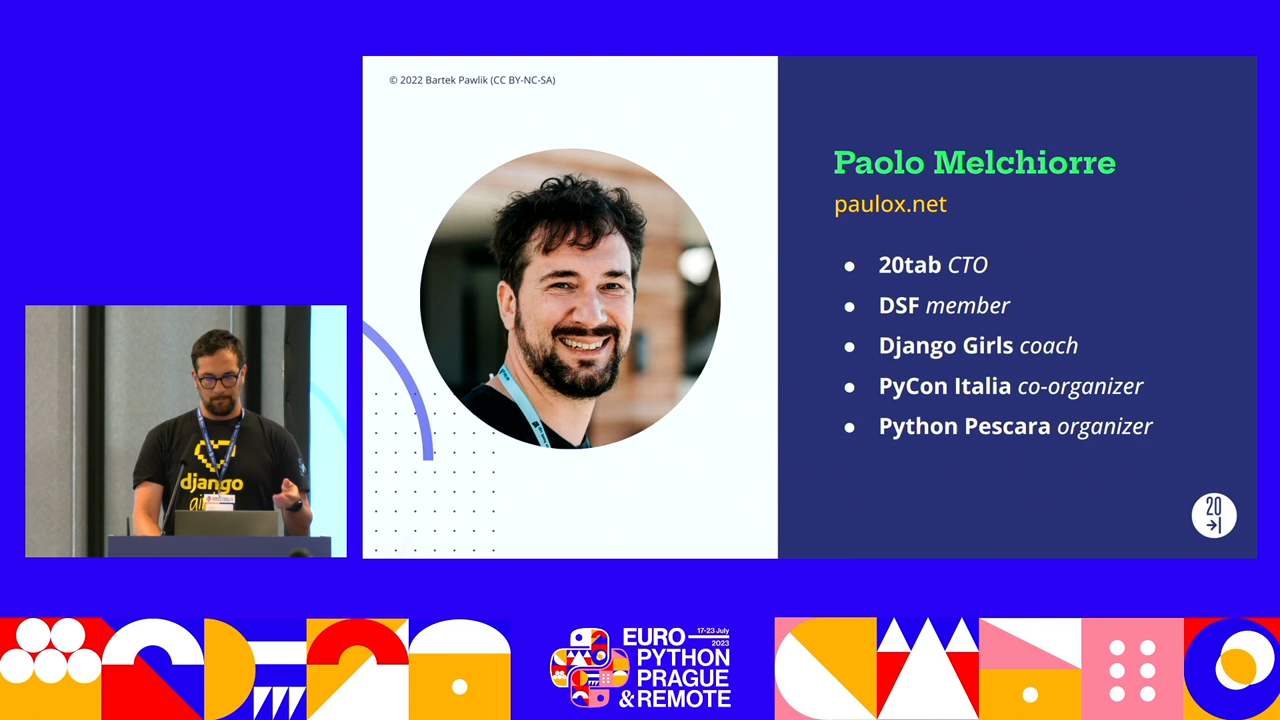 © 2022 Bartek Pawlik (CC BY-NC-SA)
Paolo Melchiorre
paulox.net
● 20tab CTO
● DSF member
● Django Girls coach
● PyCon Italia co-organizer
● Python Pescara organizer
20
django
17-23 July
2023
EURO
PYTHON
PRAGUE
& REMOTE